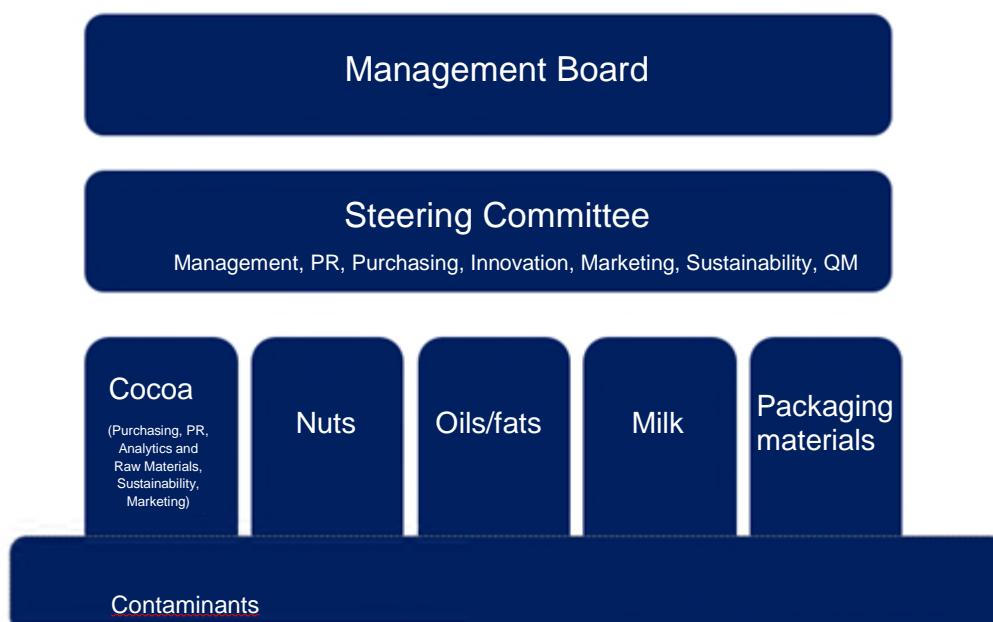 Management Board
Steering Committee
Management, PR, Purchasing, Innovation, Marketing, Sustainability, QM
Cocoa
(Purchasing, PR,
Analytics and
Raw Materials,
Sustainability,
Marketing)
Nuts
Oils/fats
Milk
Packaging
materials
Contaminants